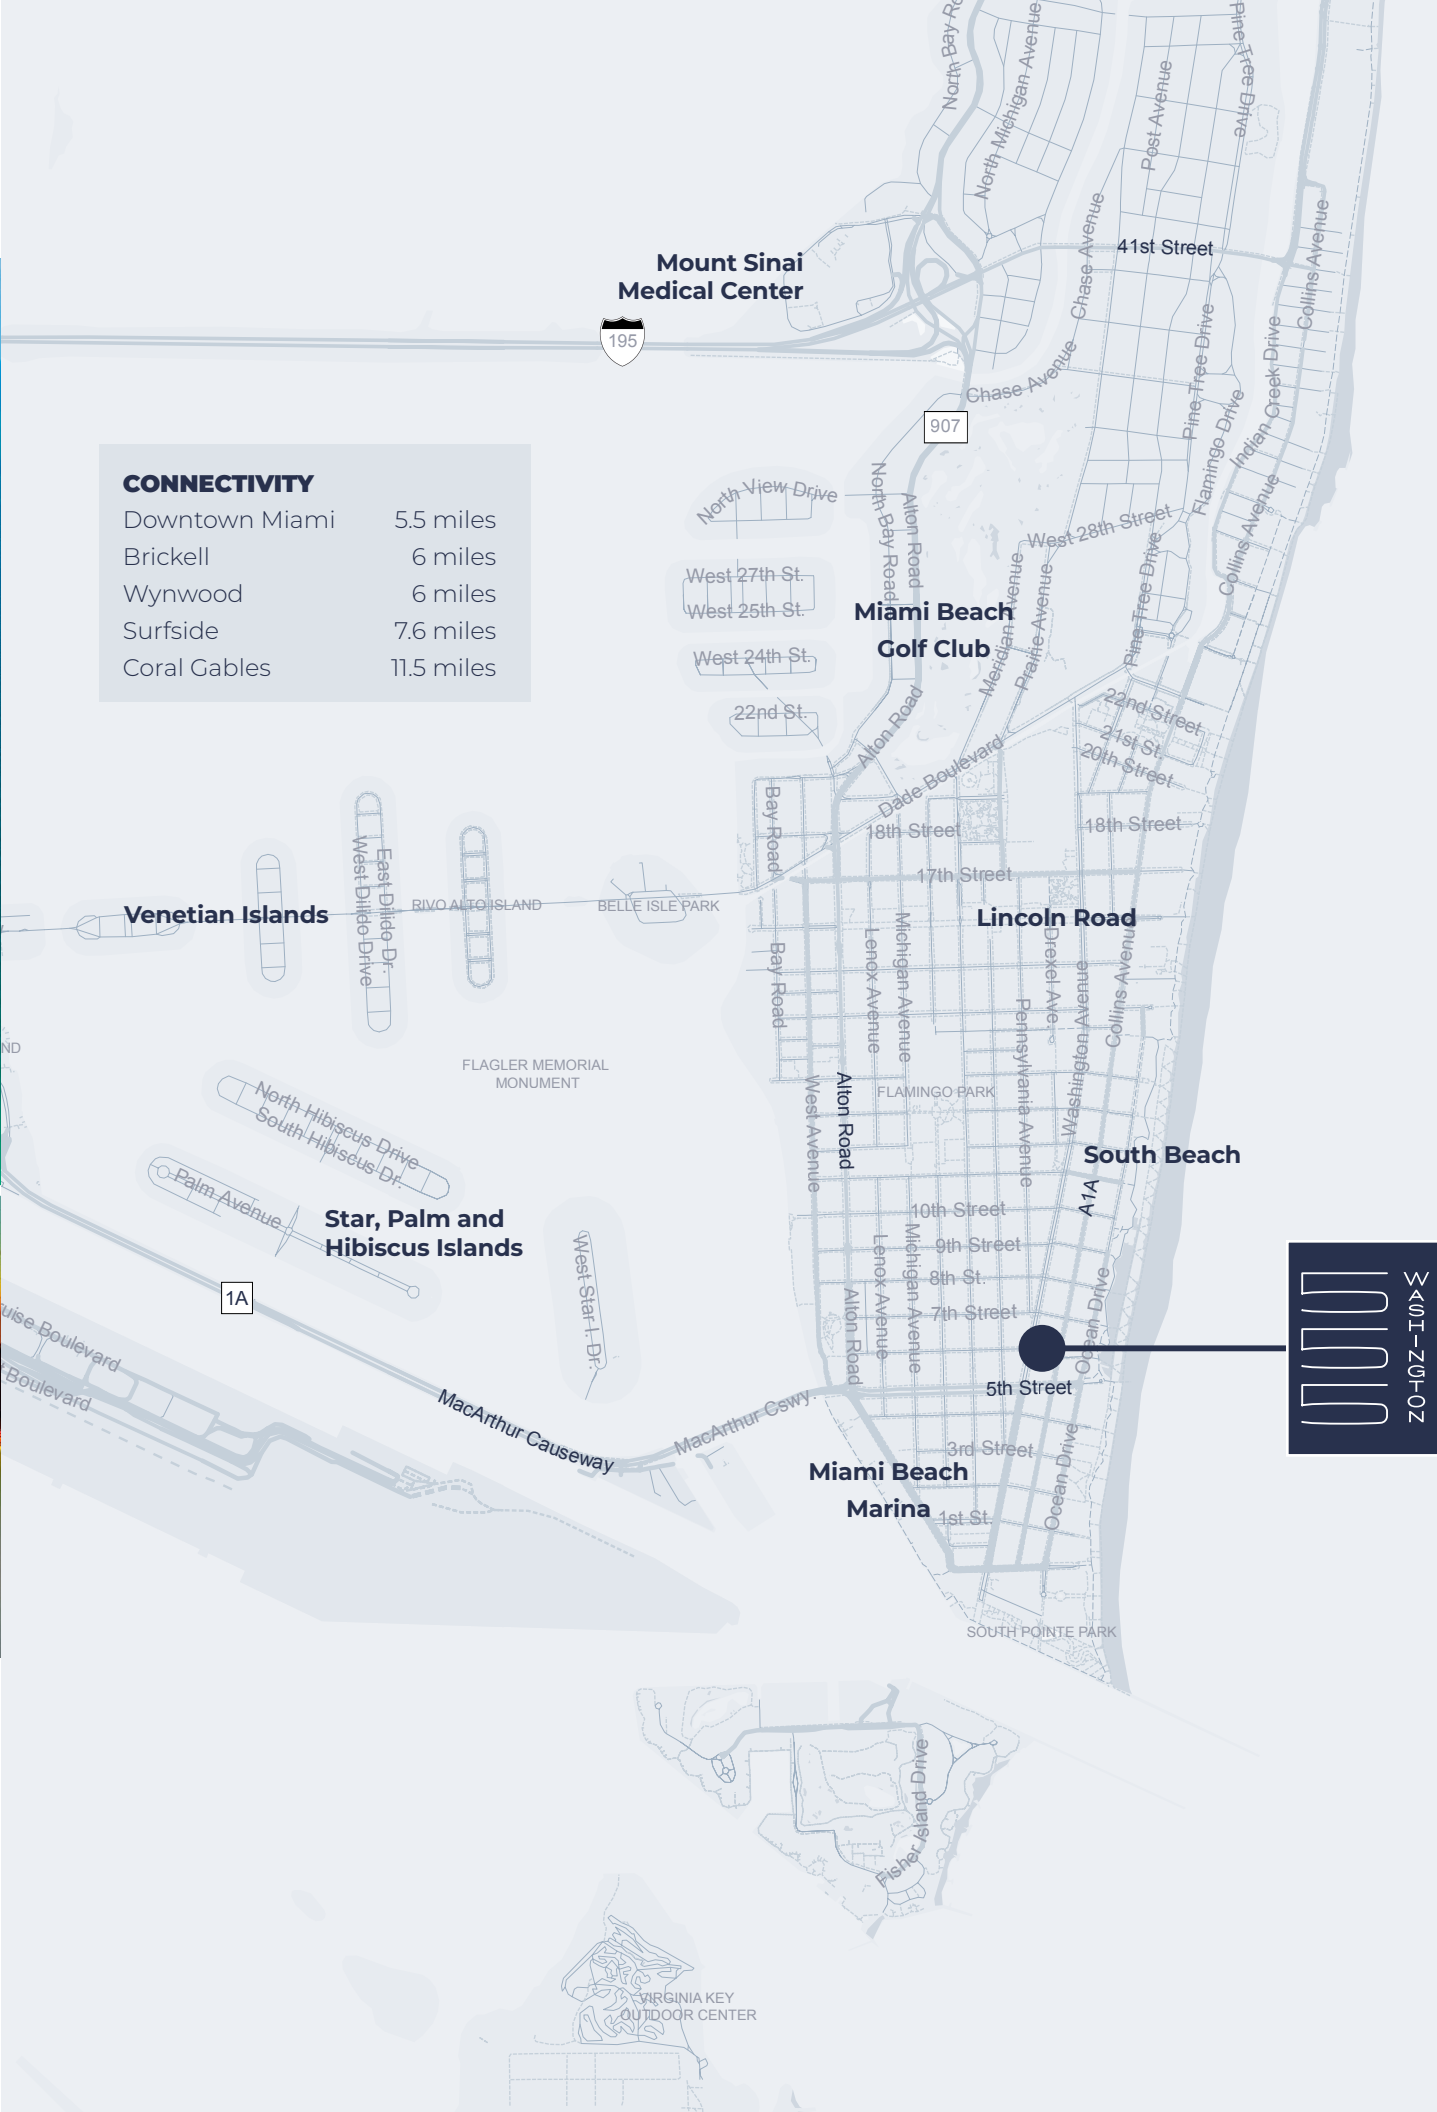 North Michigan Avenue
Post Avenue
Pine Tree Drive
Mount Sinai
Medical Center
195
41st Street
Chase Avenue
Collins Avenue
Chase Avenue
907
Pine Tree Drive
Flamingo Drive
Indian Creek Drive
Collins Avenue
CONNECTIVITY
Downtown Miami 5.5 miles
Brickell 6 miles
Wynwood 6 miles
Surfside 7.6 miles
Coral Gables 11.5 miles
North View Drive
North Bay Road
Alton Road
West 28th Street
West 27th St.
West 25th St.
West 24th St.
22nd St.
Miami Beach
Golf Club
Meridian Avenue
Prairie Avenue
Pine Tree Drive
Alton Road
Dade Boulevard
22nd Street
21st St.
20th Street
18th Street
18th Street
17th Street
Bay Road
Venetian Islands
West Dilido Drive
East Dilido Dr.
RIVO ALTO ISLAND
BELLE ISLE PARK
Lincoln Road
Bay Road
Lenox Avenue
Michigan Avenue
Drexel Ave.
Washington Avenue
Collins Avenue
Pennsylvania Avenue
ND
FLAGLER MEMORIAL
MONUMENT
FLAMINGO PARK
West Avenue
Alton Road
North Hibiscus Drive
South Hibiscus Dr.
Palm Avenue
Star, Palm and
Hibiscus Islands
West Star I. Dr.
South Beach
A1A
10th Street
9th Street
8th St.
7th Street
Lenox Avenue
Michigan Avenue
Alton Road
Ocean Drive
1A
uise Boulevard
Boulevard
MacArthur Causeway
MacArthur Cswy.
5th Street
WASHINGTON
3rd Street
Ocean Drive
Miami Beach
Marina
1st St.
SOUTH POINTE PARK
Fisher Island Drive
VIRGINIA KEY
OUTDOOR CENTER